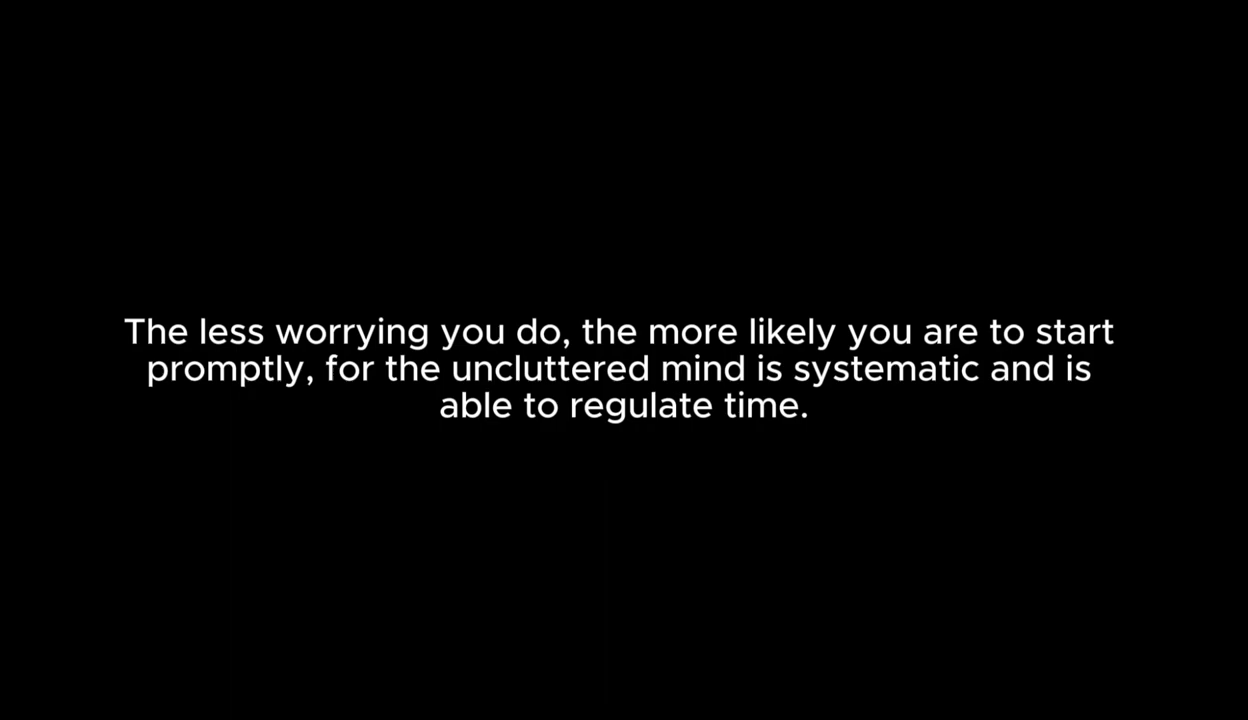 The less worrying you do, the more likely you are to start
promptly, for the uncluttered mind is systematic and is
able to regulate time.